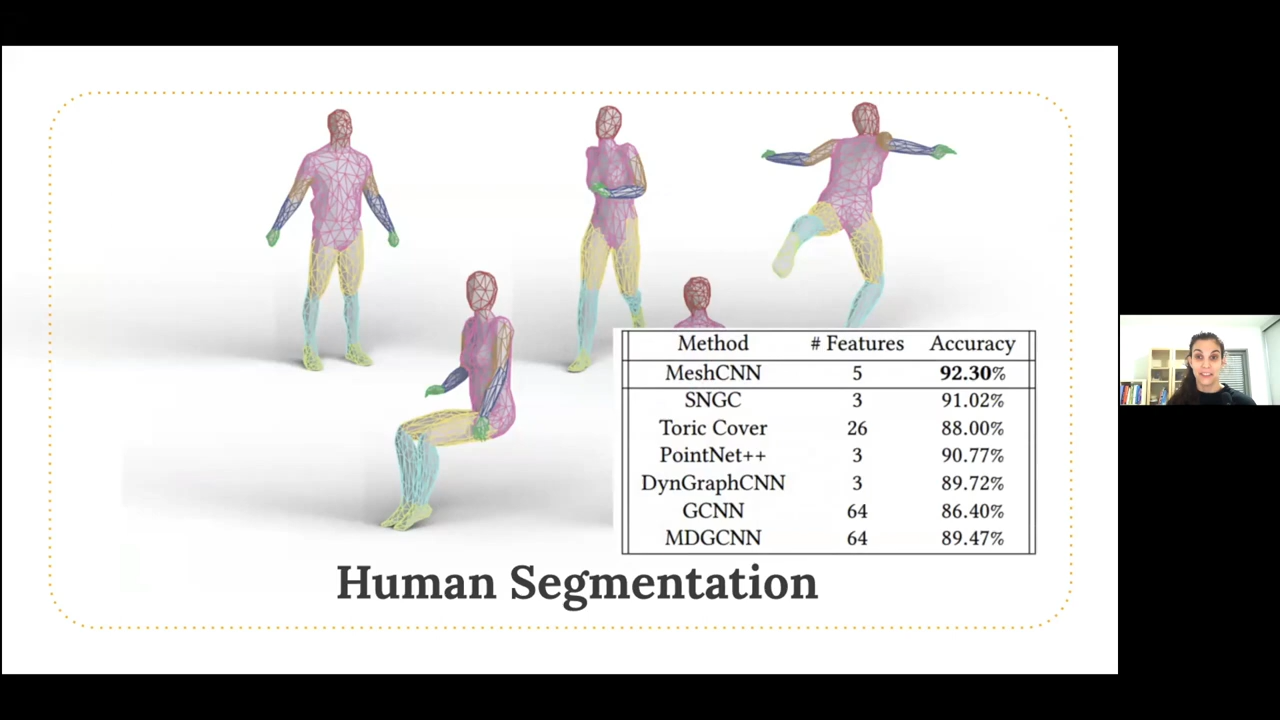 Method # Features Accuracy
MeshCNN 5 92.30%
SNGC 3 91.02%
Toric Cover 26 88.00%
PointNet++ 3 90.77%
DynGraphCNN 3 89.72%
GCNN 64 86.40%
MDGCNN 64 89.47%
Human Segmentation